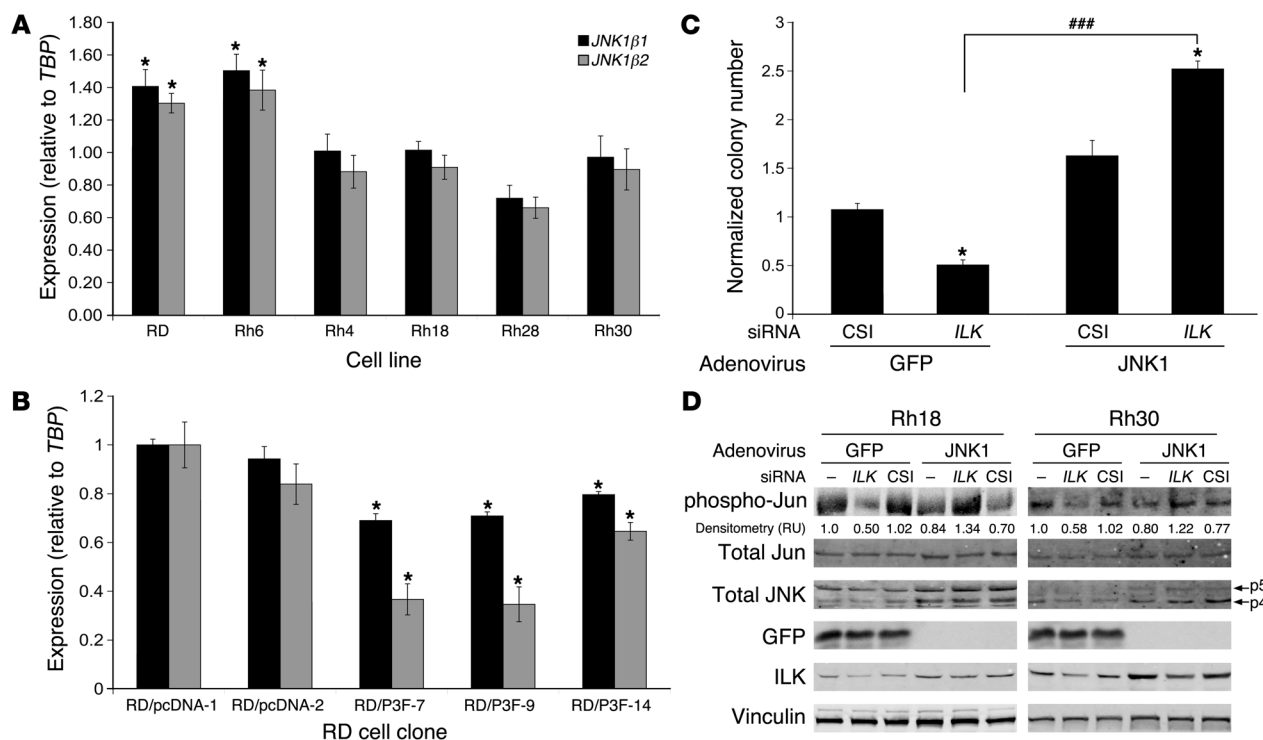 A
Expression (relative to TBP)
1.80
1.60
1.40
1.20
1.00
0.80
0.60
0.40
0.20
0.00
* * * *
JNK1β1
JNK1β2
RD Rh6 Rh4 Rh18 Rh28 Rh30
Cell line
B
Expression (relative to TBP)
1.2
1
0.8
0.6
0.4
0.2
0
* * * * * *
RD/pcDNA-1 RD/pcDNA-2 RD/P3F-7 RD/P3F-9 RD/P3F-14
RD cell clone
C
Normalized colony number
3
2.5
2
1.5
1
0.5
0
###
* *
siRNA CSI ILK CSI ILK
Adenovirus GFP JNK1
D
Rh18 Rh30
Adenovirus GFP JNK1 GFP JNK1
siRNA – ILK CSI – ILK CSI – ILK CSI – ILK CSI
phospho-Jun
Densitometry (RU) 1.0 0.50 1.02 0.84 1.34 0.70 1.0 0.58 1.02 0.80 1.22 0.77
Total Jun
Total JNK
GFP
ILK
Vinculin